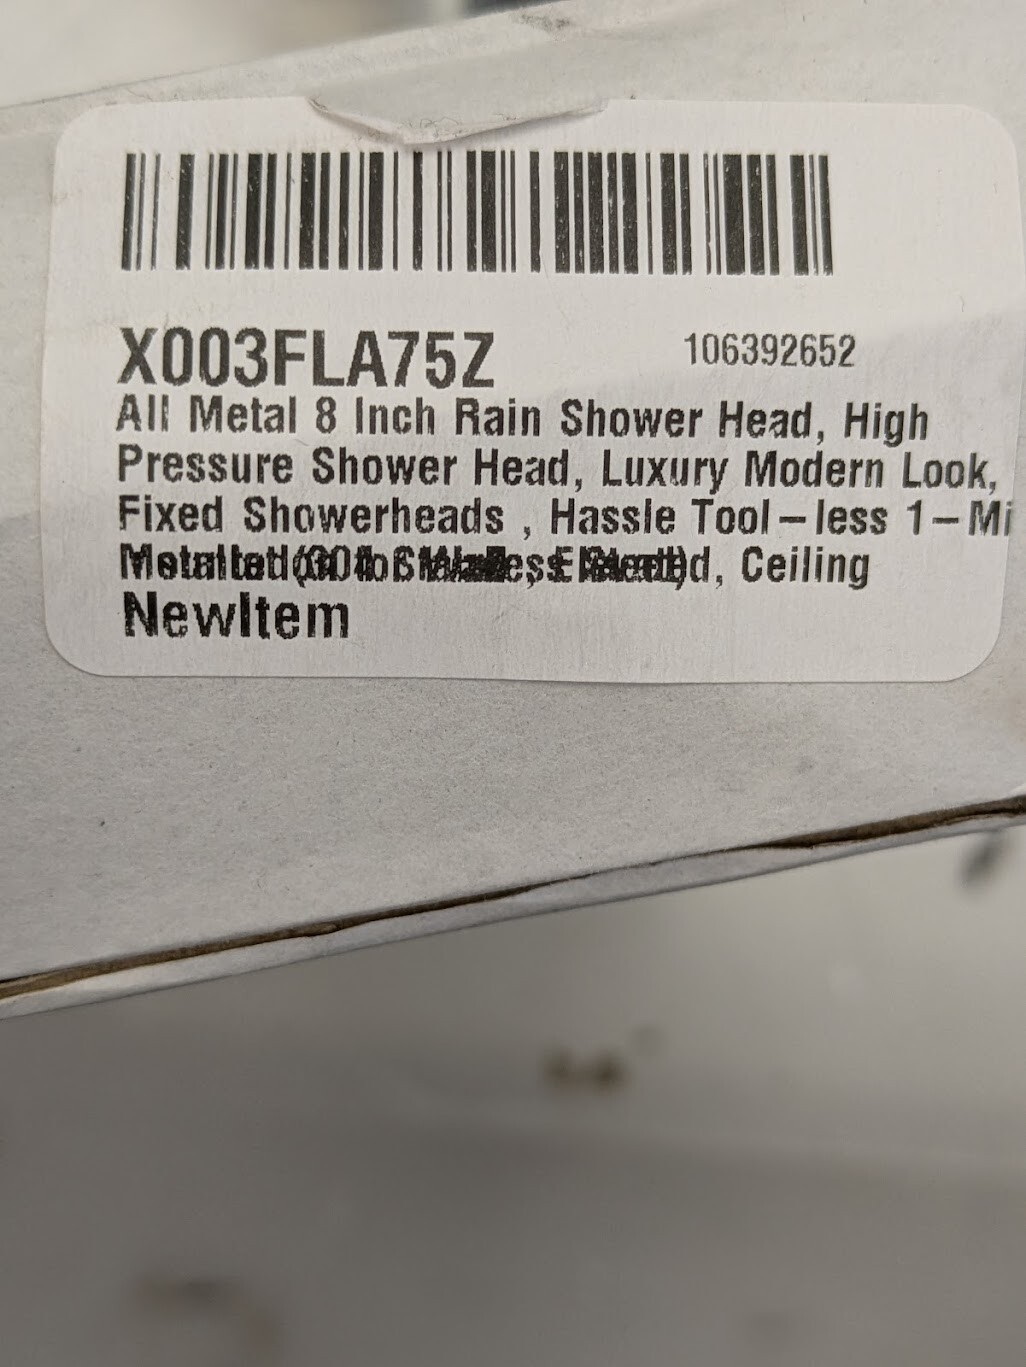 X003FLA75Z 106392652
All Metal 8 Inch Rain Shower Head, High
Pressure Shower Head, Luxury Modern Look,
Fixed Showerheads , Hassle Tool-less 1-Mi
Ceiling
NewItem